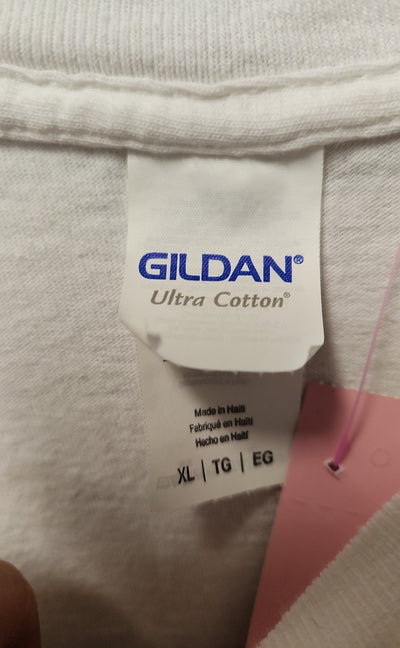 GILDAN®
Ultra Cotton®
Made in Haiti
Fabriqué en Haïti
Hecho en Haití
XL | TG | EG